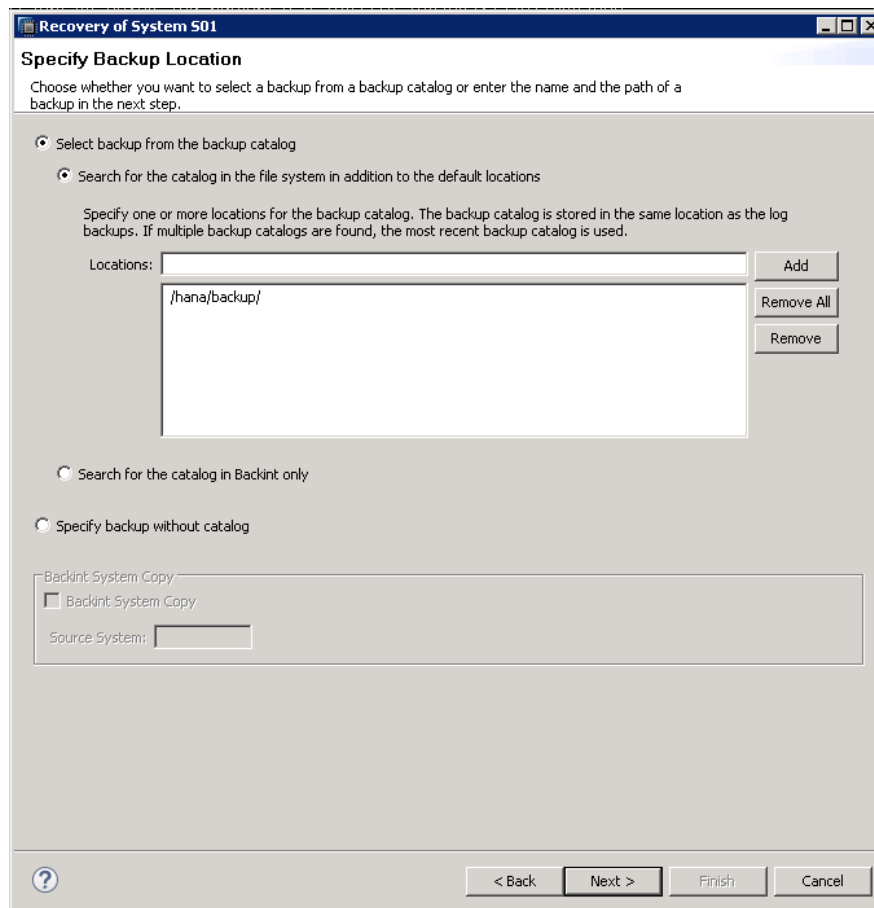 Recovery of System S01
Specify Backup Location
Choose whether you want to select a backup from a backup catalog or enter the name and the path of a
backup in the next step.
Select backup from the backup catalog
Search for the catalog in the file system in addition to the default locations
Specify one or more locations for the backup catalog. The backup catalog is stored in the same location as the log
backups. If multiple backup catalogs are found, the most recent backup catalog is used.
Locations:
Add
/hana/backup/
Remove All
Remove
Search for the catalog in Backint only
Specify backup without catalog
Backint System Copy
Backint System Copy
Source System:
? < Back Next > Finish Cancel